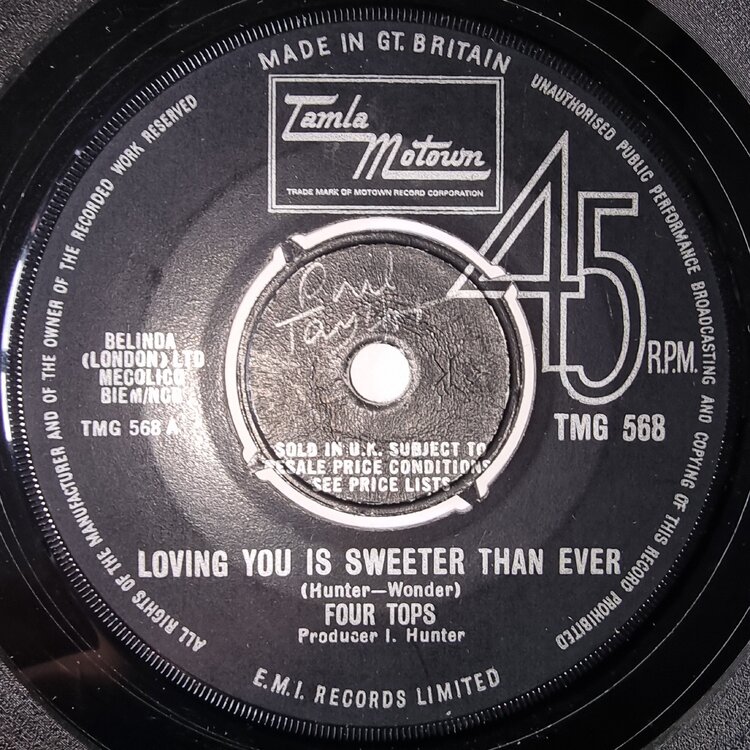 MADE IN GT. BRITAIN
UNAUTHORISED PUBLIC PERFORMANCE BROADCASTING AND COPYING OF THIS RECORD PROHIBITED
ALL RIGHTS OF THE MANUFACTURER AND OF THE OWNER OF THE RECORDED WORK RESERVED
Tamla
Motown
TRADE MARK OF MOTOWN RECORD CORPORATION
45
R.P.M.
Taylor
BELINDA
(LONDON) LTD
MECOLICO
BIEM/NCB
TMG 568 A
TMG 568
SOLD IN U.K. SUBJECT TO
RESALE PRICE CONDITIONS
SEE PRICE LISTS
LOVING YOU IS SWEETER THAN EVER
(Hunter—Wonder)
FOUR TOPS
Producer I. Hunter
E.M.I. RECORDS LIMITED